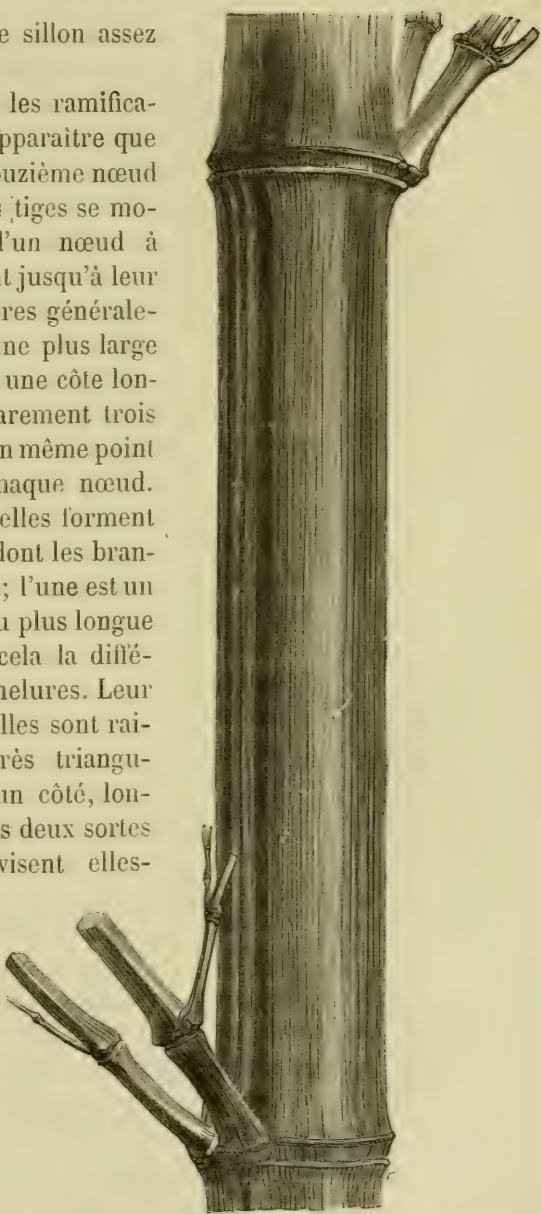 e sillon assez
les ramifica-
pparaître que
ouzième nœud
s tiges se mo-
l'un nœud à
t jusqu'à leur
res générale-
ne plus large
une côte lon-
arement trois
n même point
haque nœud.
elles forment
dont les bran-
; l'une est un
u plus longue
cela la diffé-
nelures. Leur
lles sont rai-
rès triangu-
un côté, lon-
s deux sortes
visent elles-